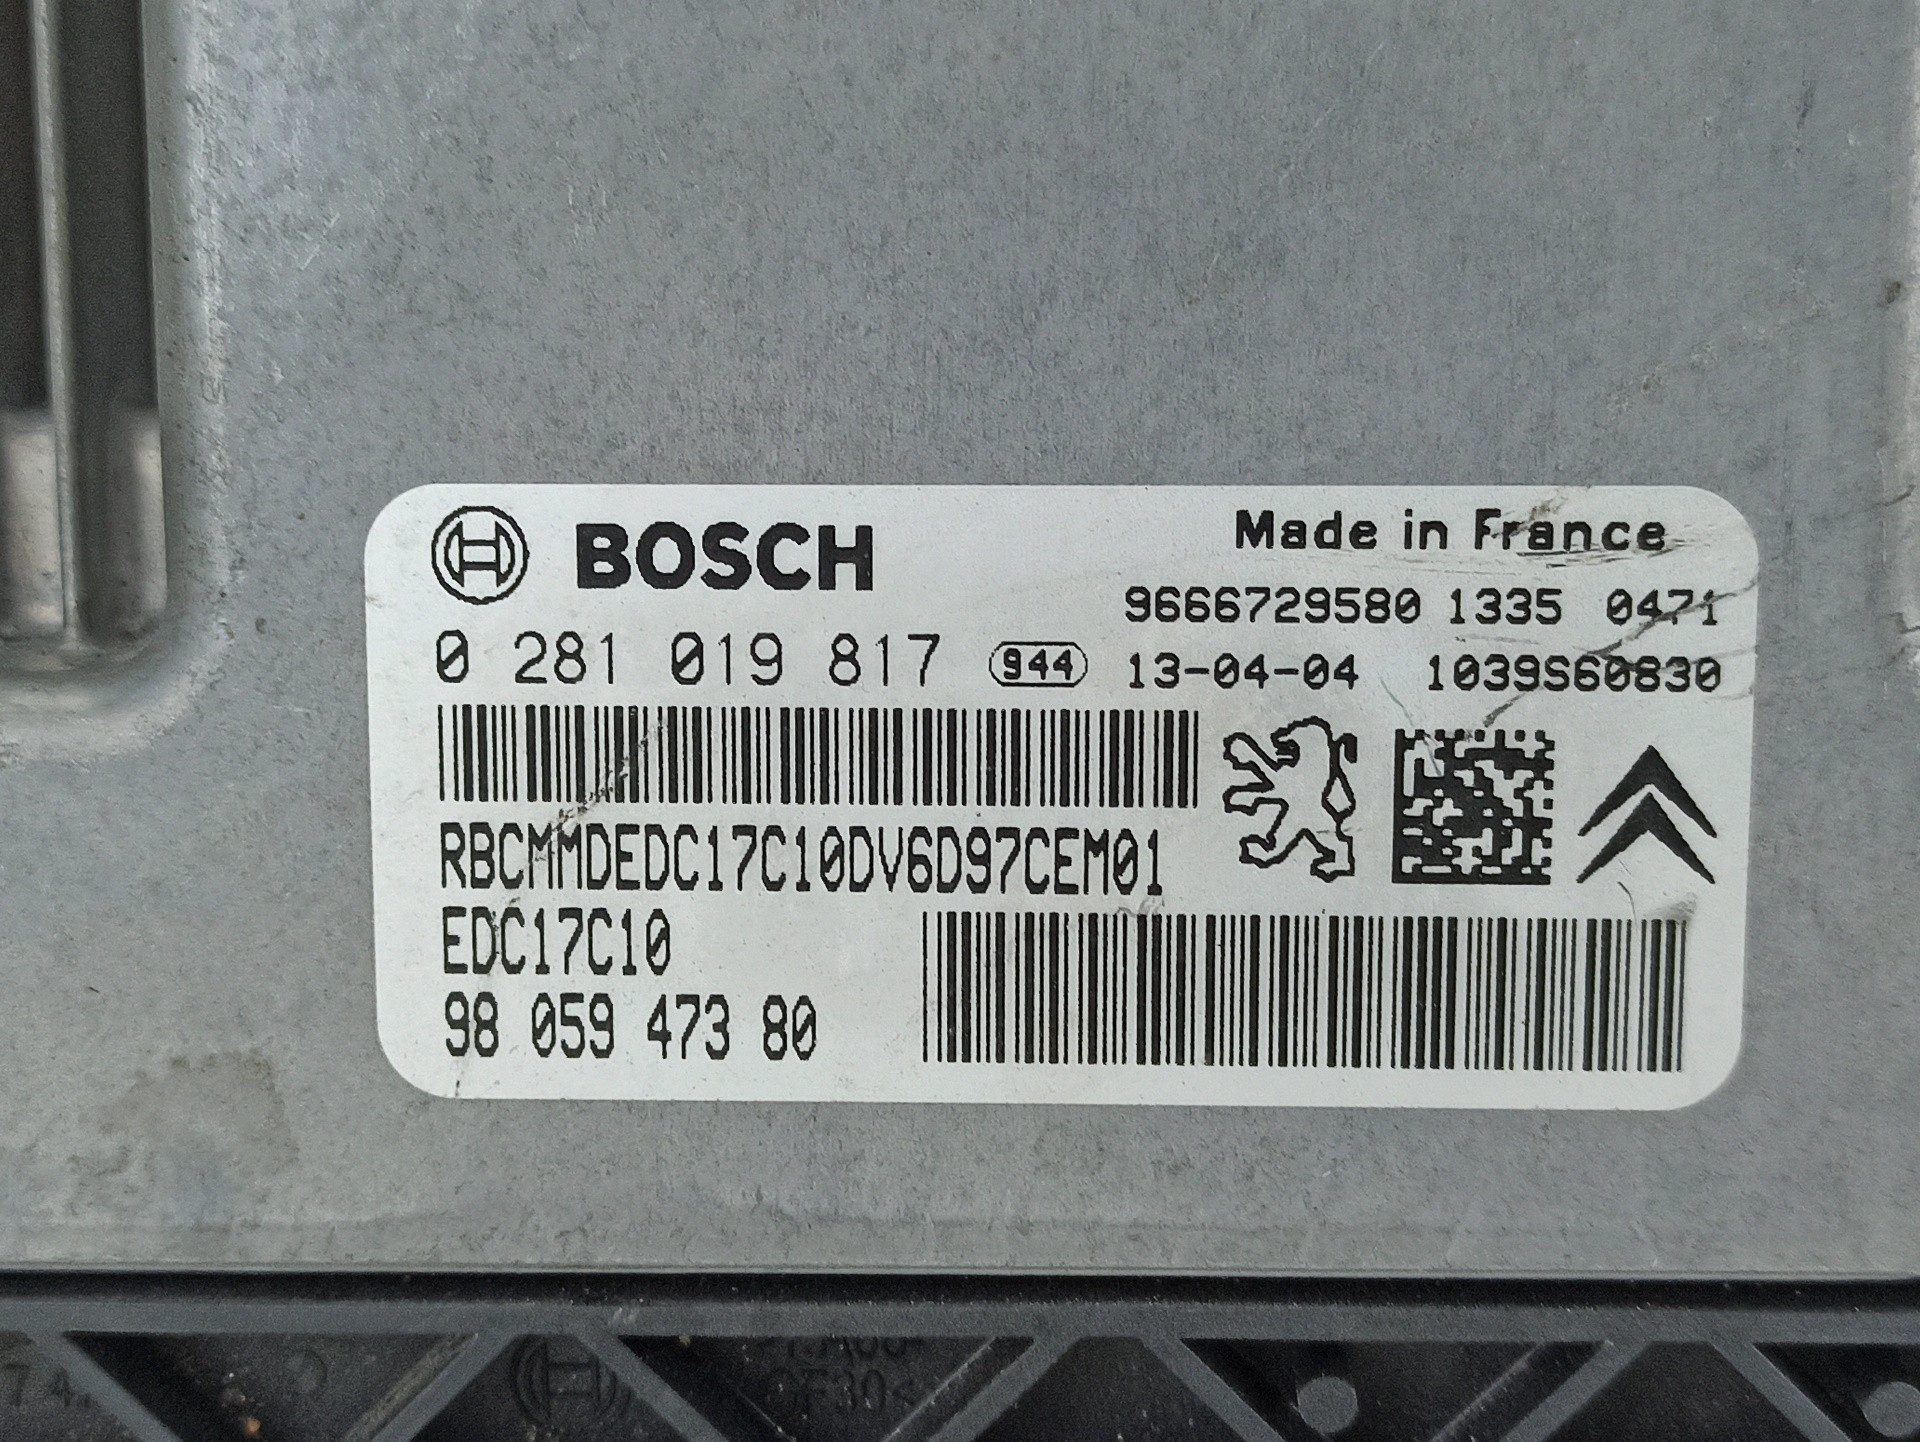 BOSCH
Made in France
9666729580 1335 0471
0 281 019 817 944 13-04-04 1039S60830
RBCMMDEDC17C10DV6D97CEM01
EDC17C10
98 059 473 80